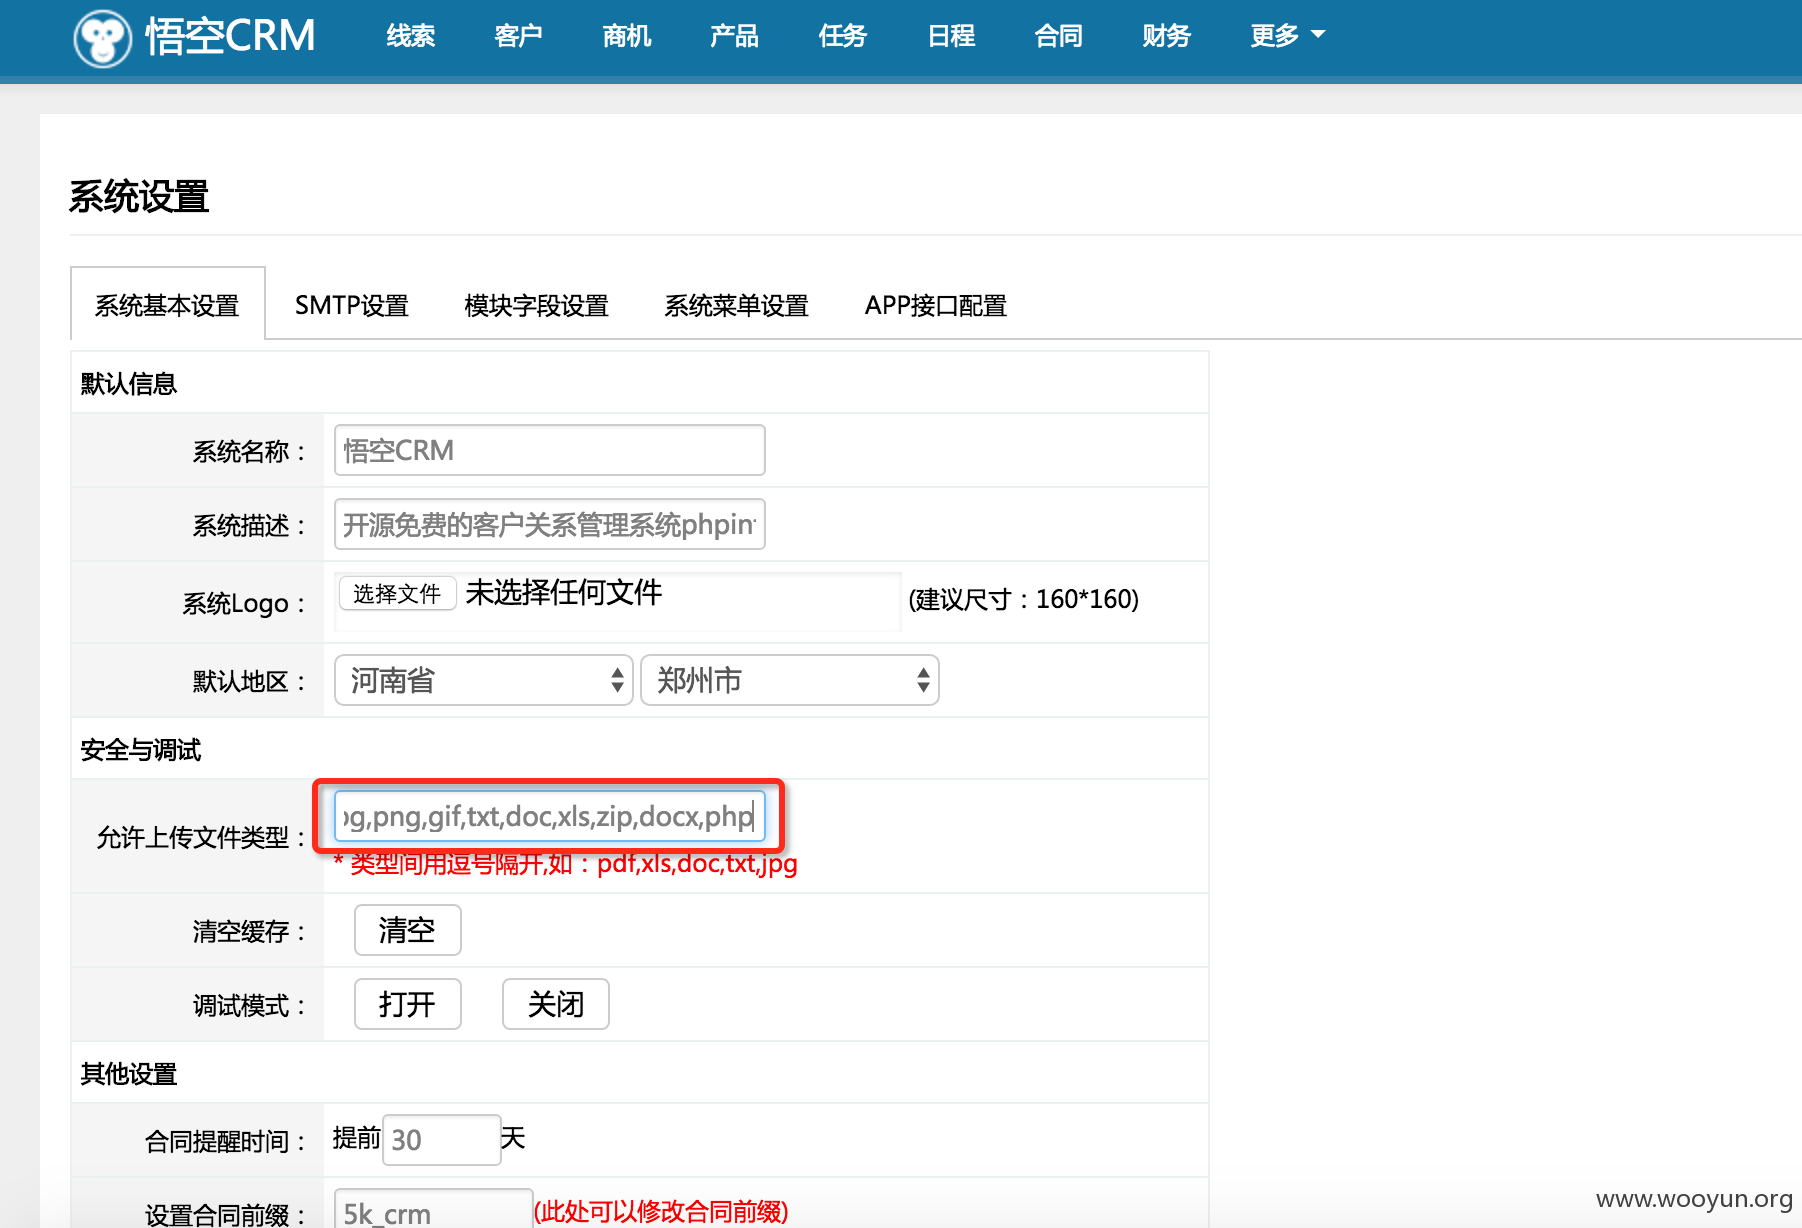 悟空CRM 线索 客户 商机 产品 任务 日程 合同 财务 更多
系统设置
系统基本设置 SMTP设置 模块字段设置 系统菜单设置 APP接口配置
默认信息
系统名称： 悟空CRM
系统描述： 开源免费的客户关系管理系统phpin
系统Logo： 选择文件 未选择任何文件 (建议尺寸：160*160)
默认地区： 河南省 郑州市
安全与调试
允许上传文件类型： g,png,gif,txt,doc,xls,zip,docx,php
* 类型间用逗号隔开,如：pdf,xls,doc,txt,jpg
清空缓存： 清空
调试模式： 打开 关闭
其他设置
合同提醒时间： 提前 30 天
设置合同前缀： 5k_crm (此处可以修改合同前缀)
www.wooyun.org